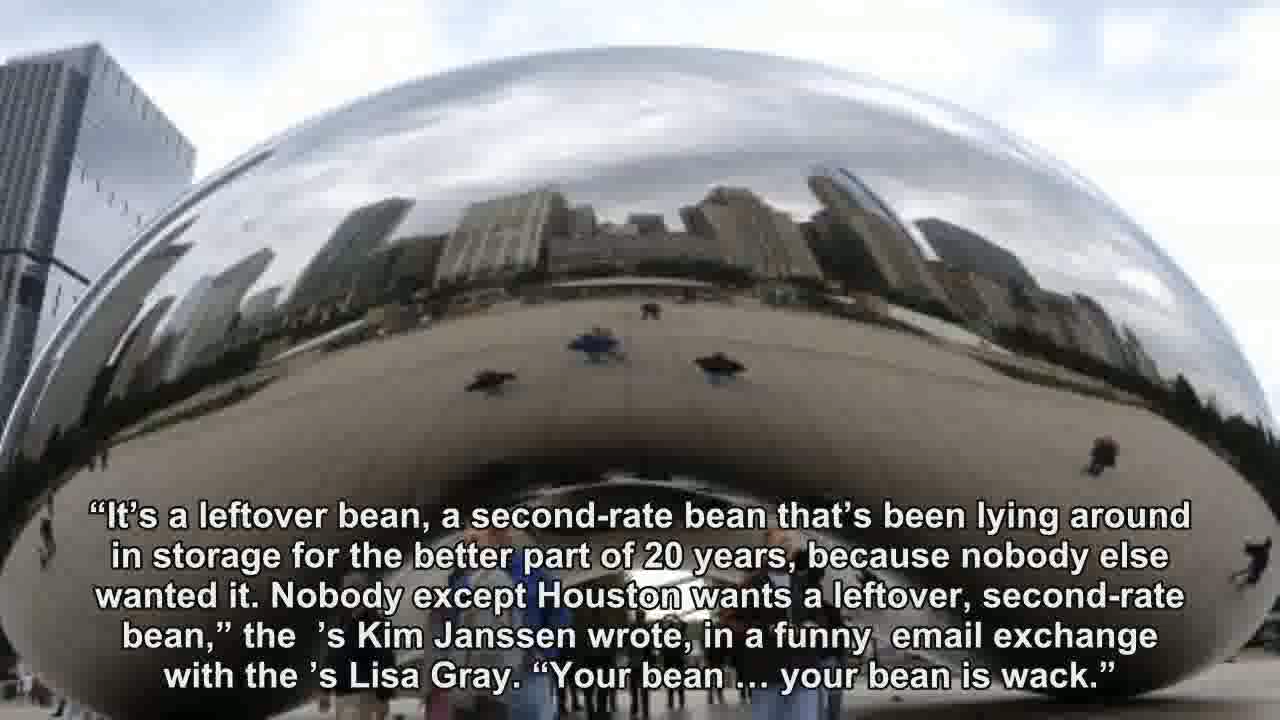 “It’s a leftover bean, a second-rate bean that’s been lying around
in storage for the better part of 20 years, because nobody else
wanted it. Nobody except Houston wants a leftover, second-rate
bean,” the  ’s Kim Janssen wrote, in a funny  email exchange
with the ’s Lisa Gray. “Your bean … your bean is wack.”